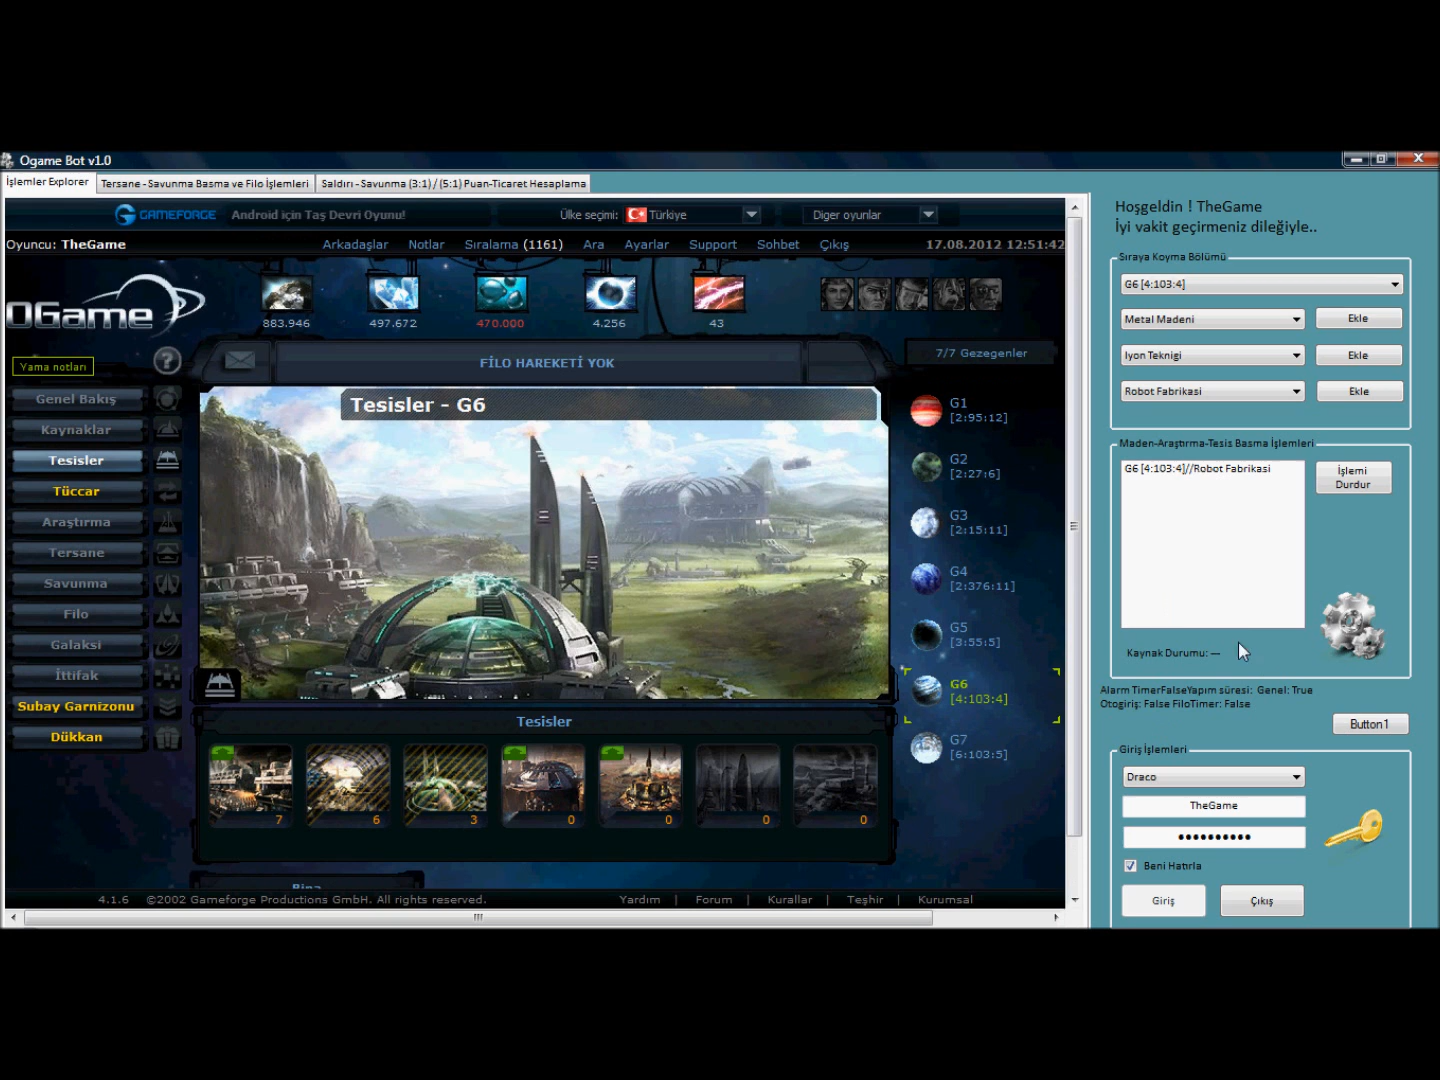 Ogame Bot v1.0
İşlemler Explorer
Tersane - Savunma Basma ve Filo İşlemleri
Saldırı - Savunma (3:1) / (5:1) Puan-Ticaret Hesaplama
GAMEFORGE
Android için Taş Devri Oyunu!
Ülke seçimi:
Türkiye
Diger oyunlar
Oyuncu: TheGame
Arkadaşlar
Notlar
Sıralama (1161)
Ara
Ayarlar
Support
Sohbet
Çıkış
17.08.2012 12:51:42
OGame
883.946
497.672
470.000
4.256
43
Yama notları
?
FİLO HAREKETİ YOK
7/7 Gezegenler
Genel Bakış
Kaynaklar
Tesisler
Tüccar
Araştırma
Tersane
Savunma
Filo
Galaksi
İttifak
Subay Garnizonu
Dükkan
Tesisler - G6
G1
[2:95:12]
G2
[2:27:6]
G3
[2:15:11]
G4
[2:376:11]
G5
[3:55:5]
G6
[4:103:4]
G7
[6:103:5]
Tesisler
7
6
3
0
0
0
0
Bina
4.1.6
©2002 Gameforge Productions GmbH. All rights reserved.
Yardım | Forum | Kurallar | Teşhir | Kurumsal
Hoşgeldin ! TheGame
İyi vakit geçirmeniz dileğiyle..
Sıraya Koyma Bölümü
G6 [4:103:4]
Metal Madeni
Ekle
Iyon Teknigi
Ekle
Robot Fabrikasi
Ekle
Maden-Araştırma-Tesis Basma İşlemleri
G6 [4:103:4]//Robot Fabrikasi
İşlemi
Durdur
Kaynak Durumu: ---
Alarm TimerFalseYapım süresi: Genel: True
Otogiriş: False FiloTimer: False
Button1
Giriş İşlemleri
Draco
TheGame
●●●●●●●●●●
Beni Hatırla
Giriş
Çıkış